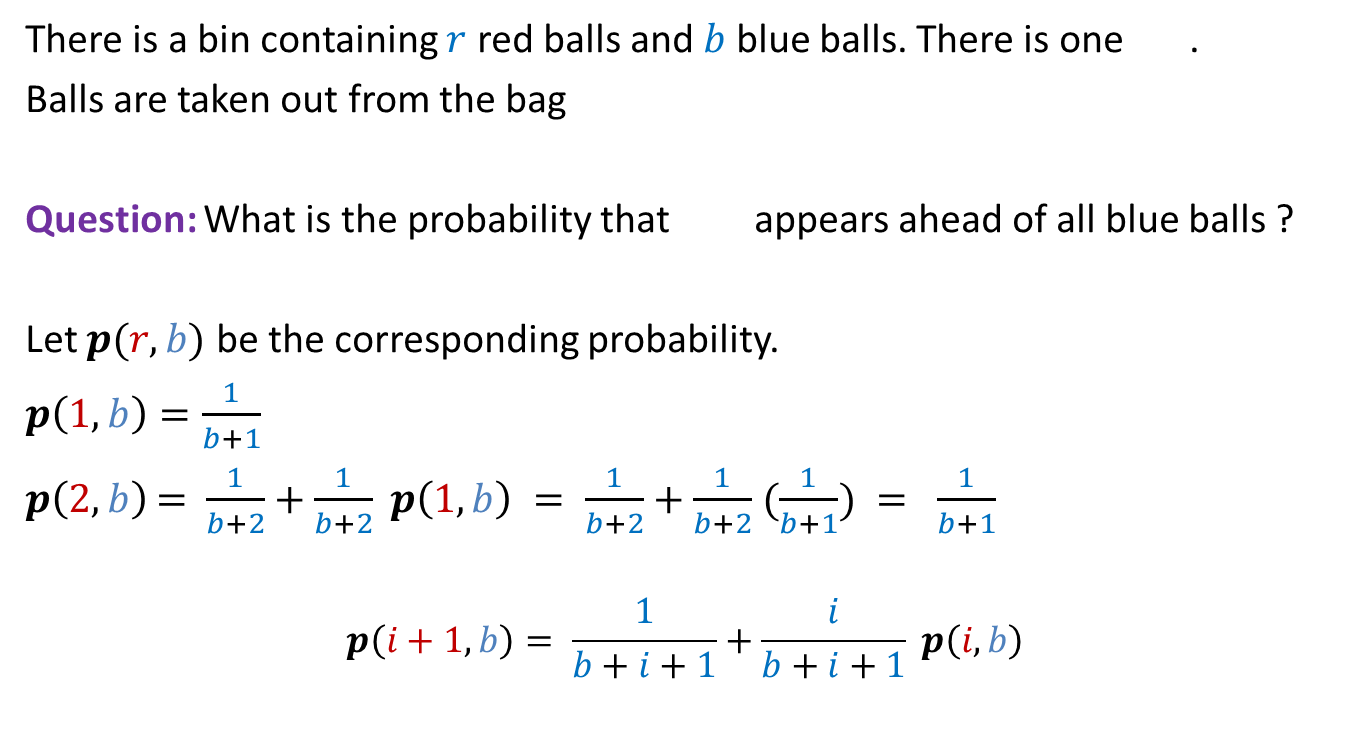 There is a bin containing r red balls and b blue balls. There is one .
Balls are taken out from the bag
Question: What is the probability that appears ahead of all blue balls ?
Let p(r, b) be the corresponding probability.
p(1, b) = 1/(b+1)
p(2, b) = 1/(b+2) + 1/(b+2) p(1, b) = 1/(b+2) + 1/(b+2) (1/(b+1)) = 1/(b+1)
p(i + 1, b) = 1/(b + i + 1) + i/(b + i + 1) p(i, b)